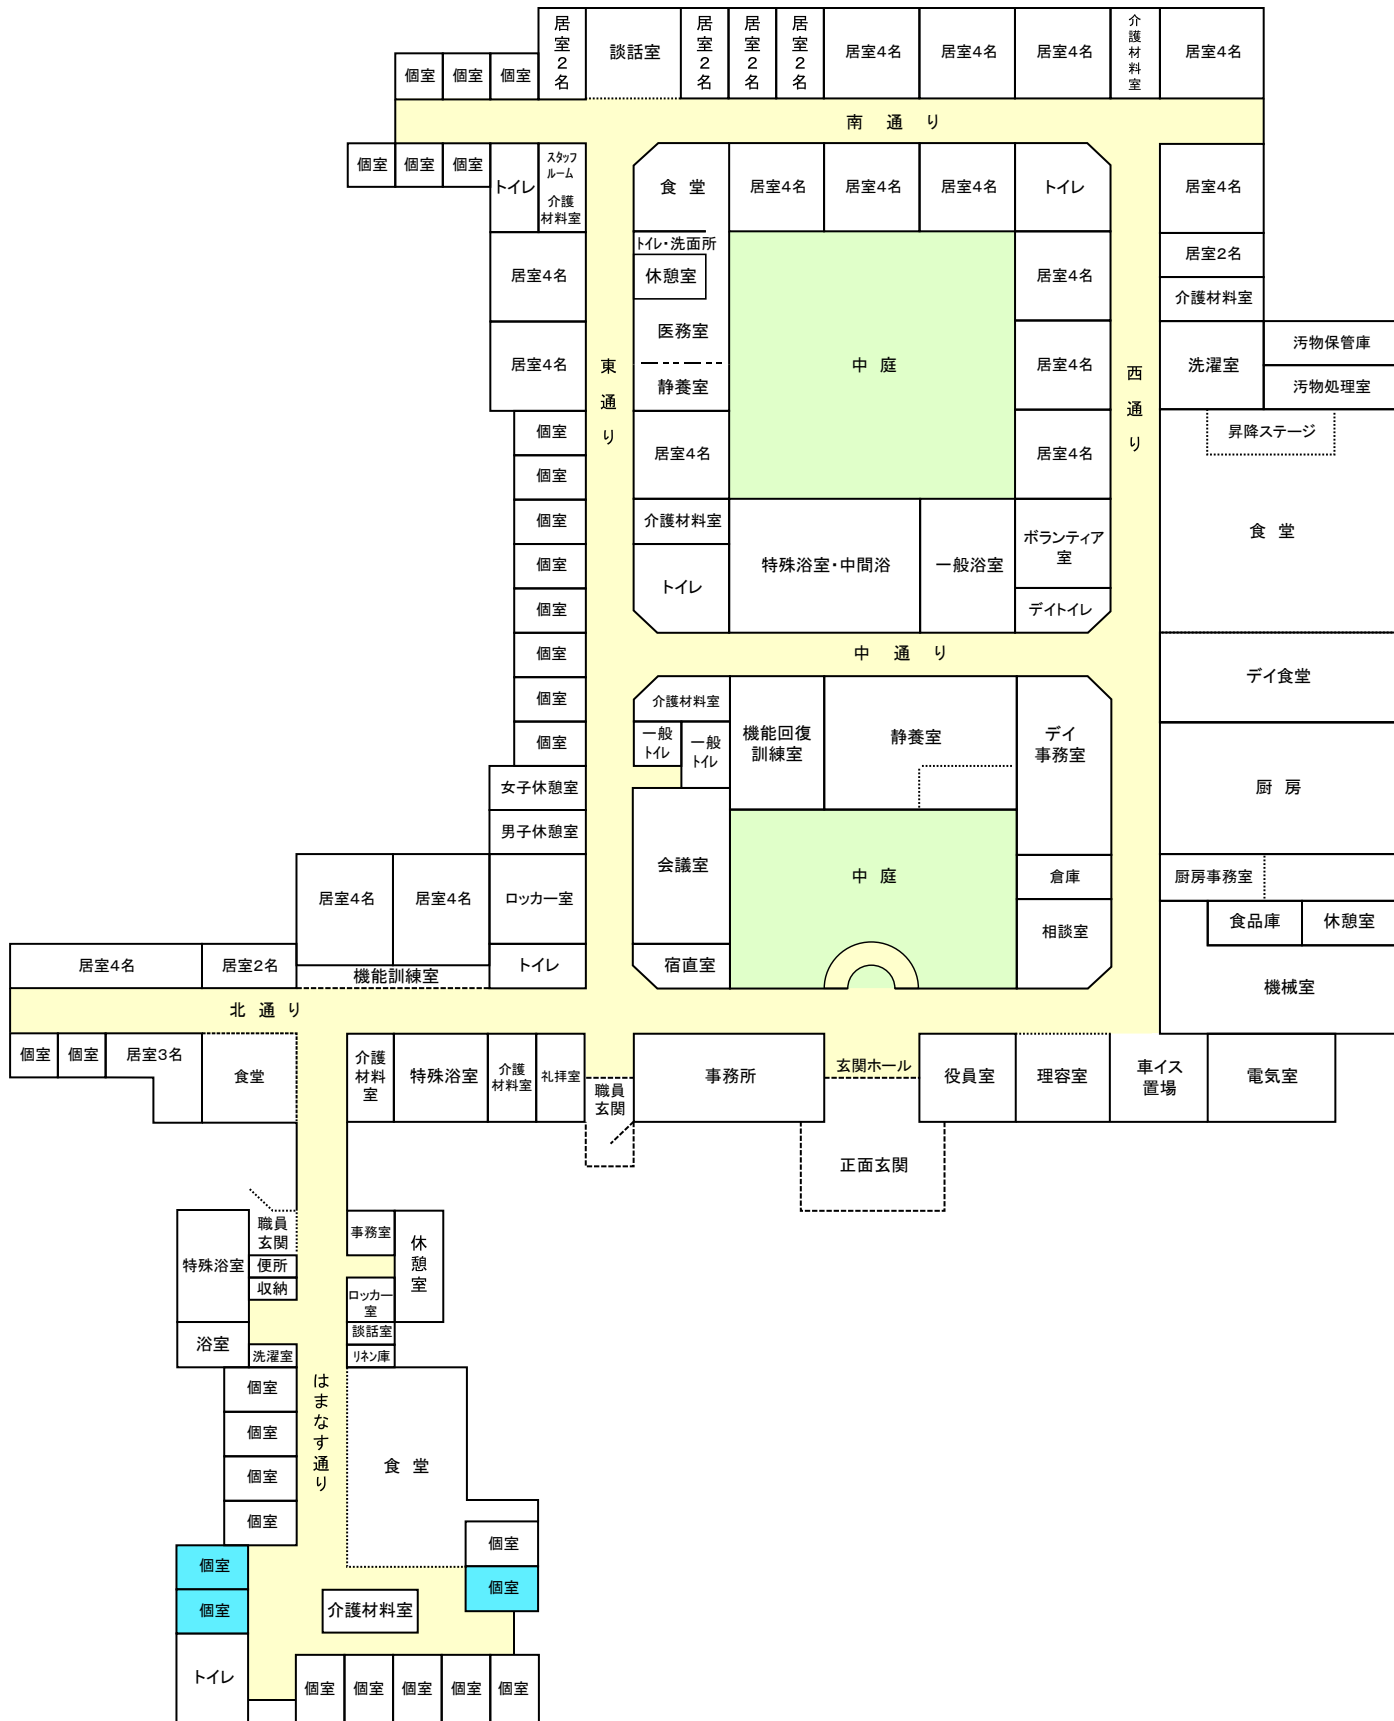 居室２名
談話室
居室２名
居室２名
居室２名
居室4名
居室4名
居室4名
介護材料室
居室4名
個室
個室
個室
南　通　り
個室
個室
個室
トイレ
スタッフ
ルーム
介護
材料室
食　堂
居室4名
居室4名
居室4名
トイレ
居室4名
居室4名
トイレ・洗面所
休憩室
医務室
静養室
居室4名
居室2名
介護材料室
居室4名
東通り
中　庭
居室4名
西通り
洗濯室
汚物保管庫
汚物処理室
昇降ステージ
個室
個室
個室
個室
個室
個室
個室
個室
居室4名
居室4名
介護材料室
トイレ
特殊浴室・中間浴
一般浴室
ボランティア
室
デイトイレ
食　堂
中　通　り
デイ食堂
介護材料室
一般
トイレ
一般
トイレ
機能回復
訓練室
静養室
デイ
事務室
厨　房
女子休憩室
男子休憩室
居室4名
居室4名
ロッカー室
会議室
中　庭
倉庫
相談室
厨房事務室
食品庫
休憩室
機械室
居室4名
居室2名
機能訓練室
トイレ
宿直室
北　通　り
個室
個室
居室3名
食堂
介護
材料
室
特殊浴室
介護
材料室
礼拝室
職員
玄関
事務所
玄関ホール
役員室
理容室
車イス
置場
電気室
正面玄関
特殊浴室
職員
玄関
便所
収納
事務室
休憩室
ロッカー
室
談話室
リネン庫
浴室
洗濯室
はまなす通り
個室
個室
個室
個室
食　堂
個室
個室
個室
個室
介護材料室
トイレ
個室
個室
個室
個室
個室